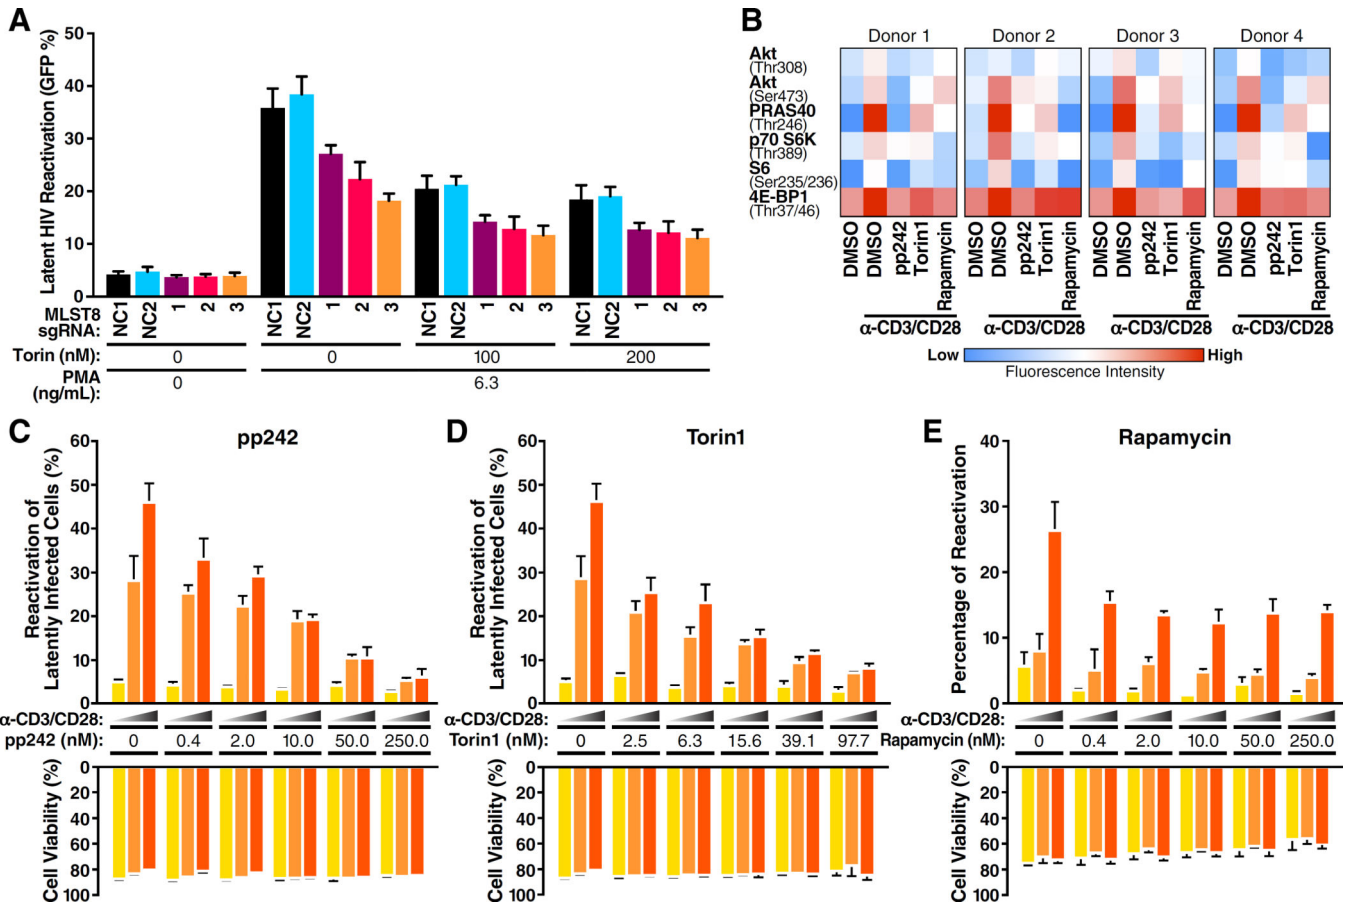 A
Latent HIV Reactivation (GFP %)
50
40
30
20
10
0
MLST8 sgRNA: NC1 NC2 1 2 3 NC1 NC2 1 2 3 NC1 NC2 1 2 3 NC1 NC2 1 2 3
Torin (nM): 0 0 100 200
PMA (ng/mL): 0 6.3
B
Donor 1 Donor 2 Donor 3 Donor 4
Akt
(Thr308)
Akt
(Ser473)
PRAS40
(Thr246)
p70 S6K
(Thr389)
S6
(Ser235/236)
4E-BP1
(Thr37/46)
DMSO DMSO pp242 Torin1 Rapamycin DMSO DMSO pp242 Torin1 Rapamycin DMSO DMSO pp242 Torin1 Rapamycin DMSO DMSO pp242 Torin1 Rapamycin
α-CD3/CD28 α-CD3/CD28 α-CD3/CD28 α-CD3/CD28
Low High
Fluorescence Intensity
C
pp242
Reactivation of
Latently Infected Cells (%)
60
50
40
30
20
10
0
α-CD3/CD28:
pp242 (nM): 0 0.4 2.0 10.0 50.0 250.0
Cell Viability (%)
0
20
40
60
80
100
D
Torin1
Reactivation of
Latently Infected Cells (%)
60
50
40
30
20
10
0
α-CD3/CD28:
Torin1 (nM): 0 2.5 6.3 15.6 39.1 97.7
Cell Viability (%)
0
20
40
60
80
100
E
Rapamycin
Percentage of Reactivation
40
30
20
10
0
α-CD3/CD28:
Rapamycin (nM): 0 0.4 2.0 10.0 50.0 250.0
Cell Viability (%)
0
20
40
60
80
100